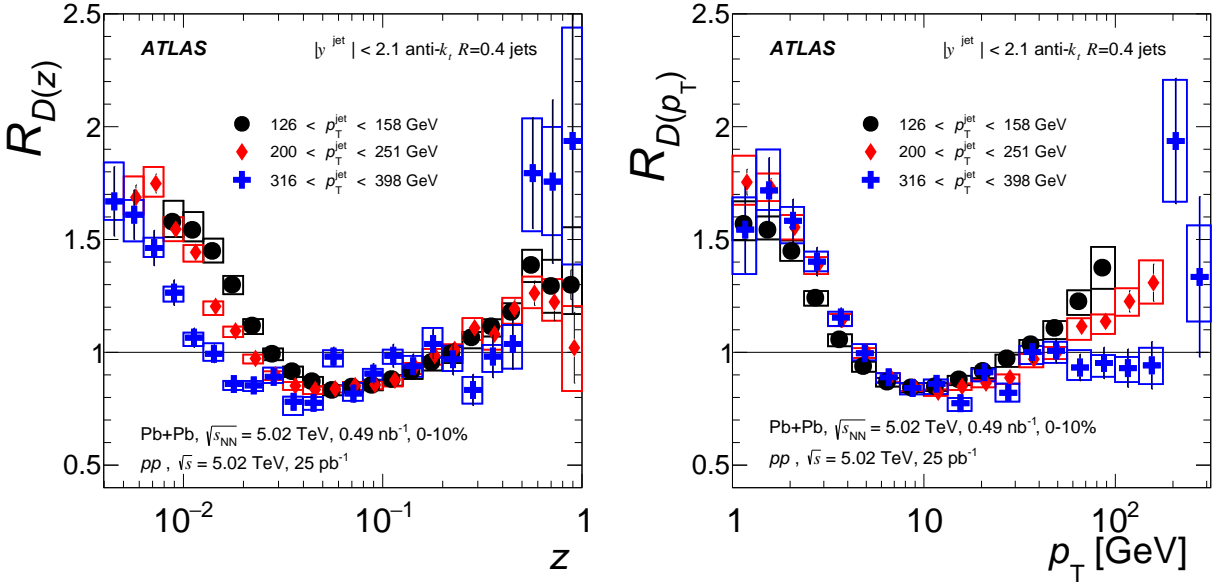 R_D(z)
2.5
2
1.5
1
0.5
ATLAS
|y^jet| < 2.1 anti-k_t R=0.4 jets
126 < p_T^jet < 158 GeV
200 < p_T^jet < 251 GeV
316 < p_T^jet < 398 GeV
Pb+Pb, √s_NN = 5.02 TeV, 0.49 nb^-1, 0-10%
pp , √s = 5.02 TeV, 25 pb^-1
10^−2
10^−1
1
z
R_D(p_T)
2.5
2
1.5
1
0.5
ATLAS
|y^jet| < 2.1 anti-k_t R=0.4 jets
126 < p_T^jet < 158 GeV
200 < p_T^jet < 251 GeV
316 < p_T^jet < 398 GeV
Pb+Pb, √s_NN = 5.02 TeV, 0.49 nb^-1, 0-10%
pp , √s = 5.02 TeV, 25 pb^-1
1
10
10^2
p_T [GeV]